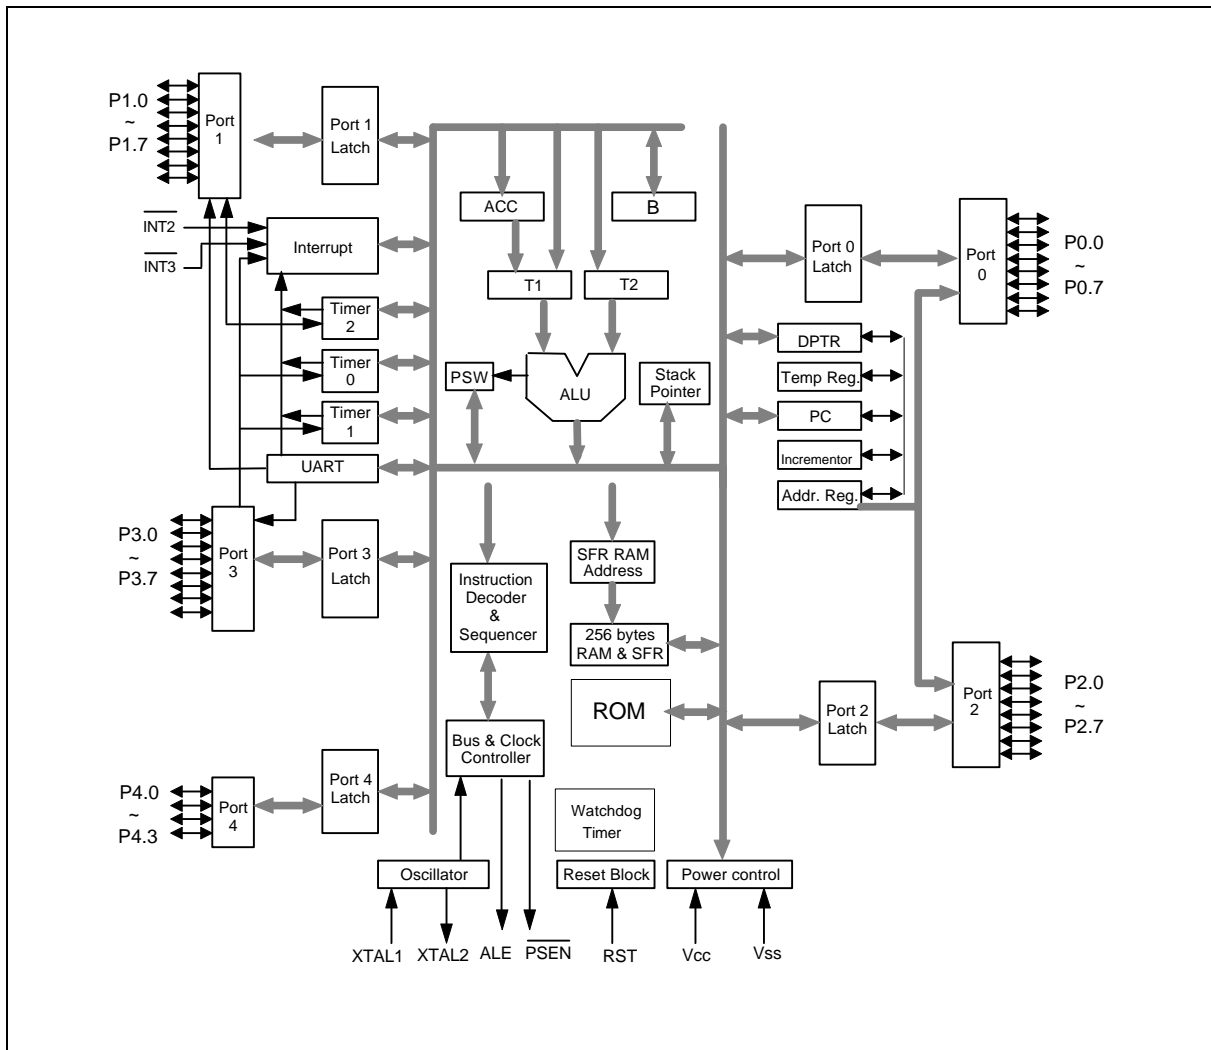 P1.0
~
P1.7
Port
1
Port 1
Latch
INT2
INT3
Interrupt
ACC
B
T1
T2
Timer
2
Timer
0
Timer
1
UART
PSW
ALU
Stack
Pointer
Port 0
Latch
Port
0
P0.0
~
P0.7
DPTR
Temp Reg.
PC
Incrementor
Addr. Reg.
P3.0
~
P3.7
Port
3
Port 3
Latch
Instruction
Decoder
&
Sequencer
SFR RAM
Address
256 bytes
RAM & SFR
ROM
Bus & Clock
Controller
Port 2
Latch
Port
2
P2.0
~
P2.7
P4.0
~
P4.3
Port
4
Port 4
Latch
Watchdog
Timer
Oscillator
Reset Block
Power control
XTAL1
XTAL2
ALE
PSEN
RST
Vcc
Vss